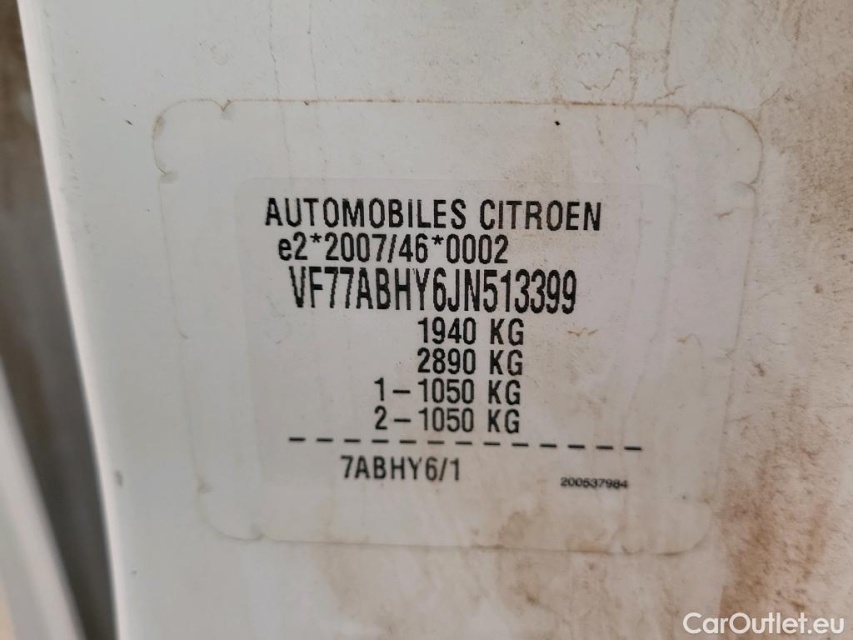 AUTOMOBILES CITROEN
e2*2007/46*0002
VF77ABHY6JN513399
1940 KG
2890 KG
1-1050 KG
2-1050 KG
7ABHY6/1
200537984
CarOutlet.eu